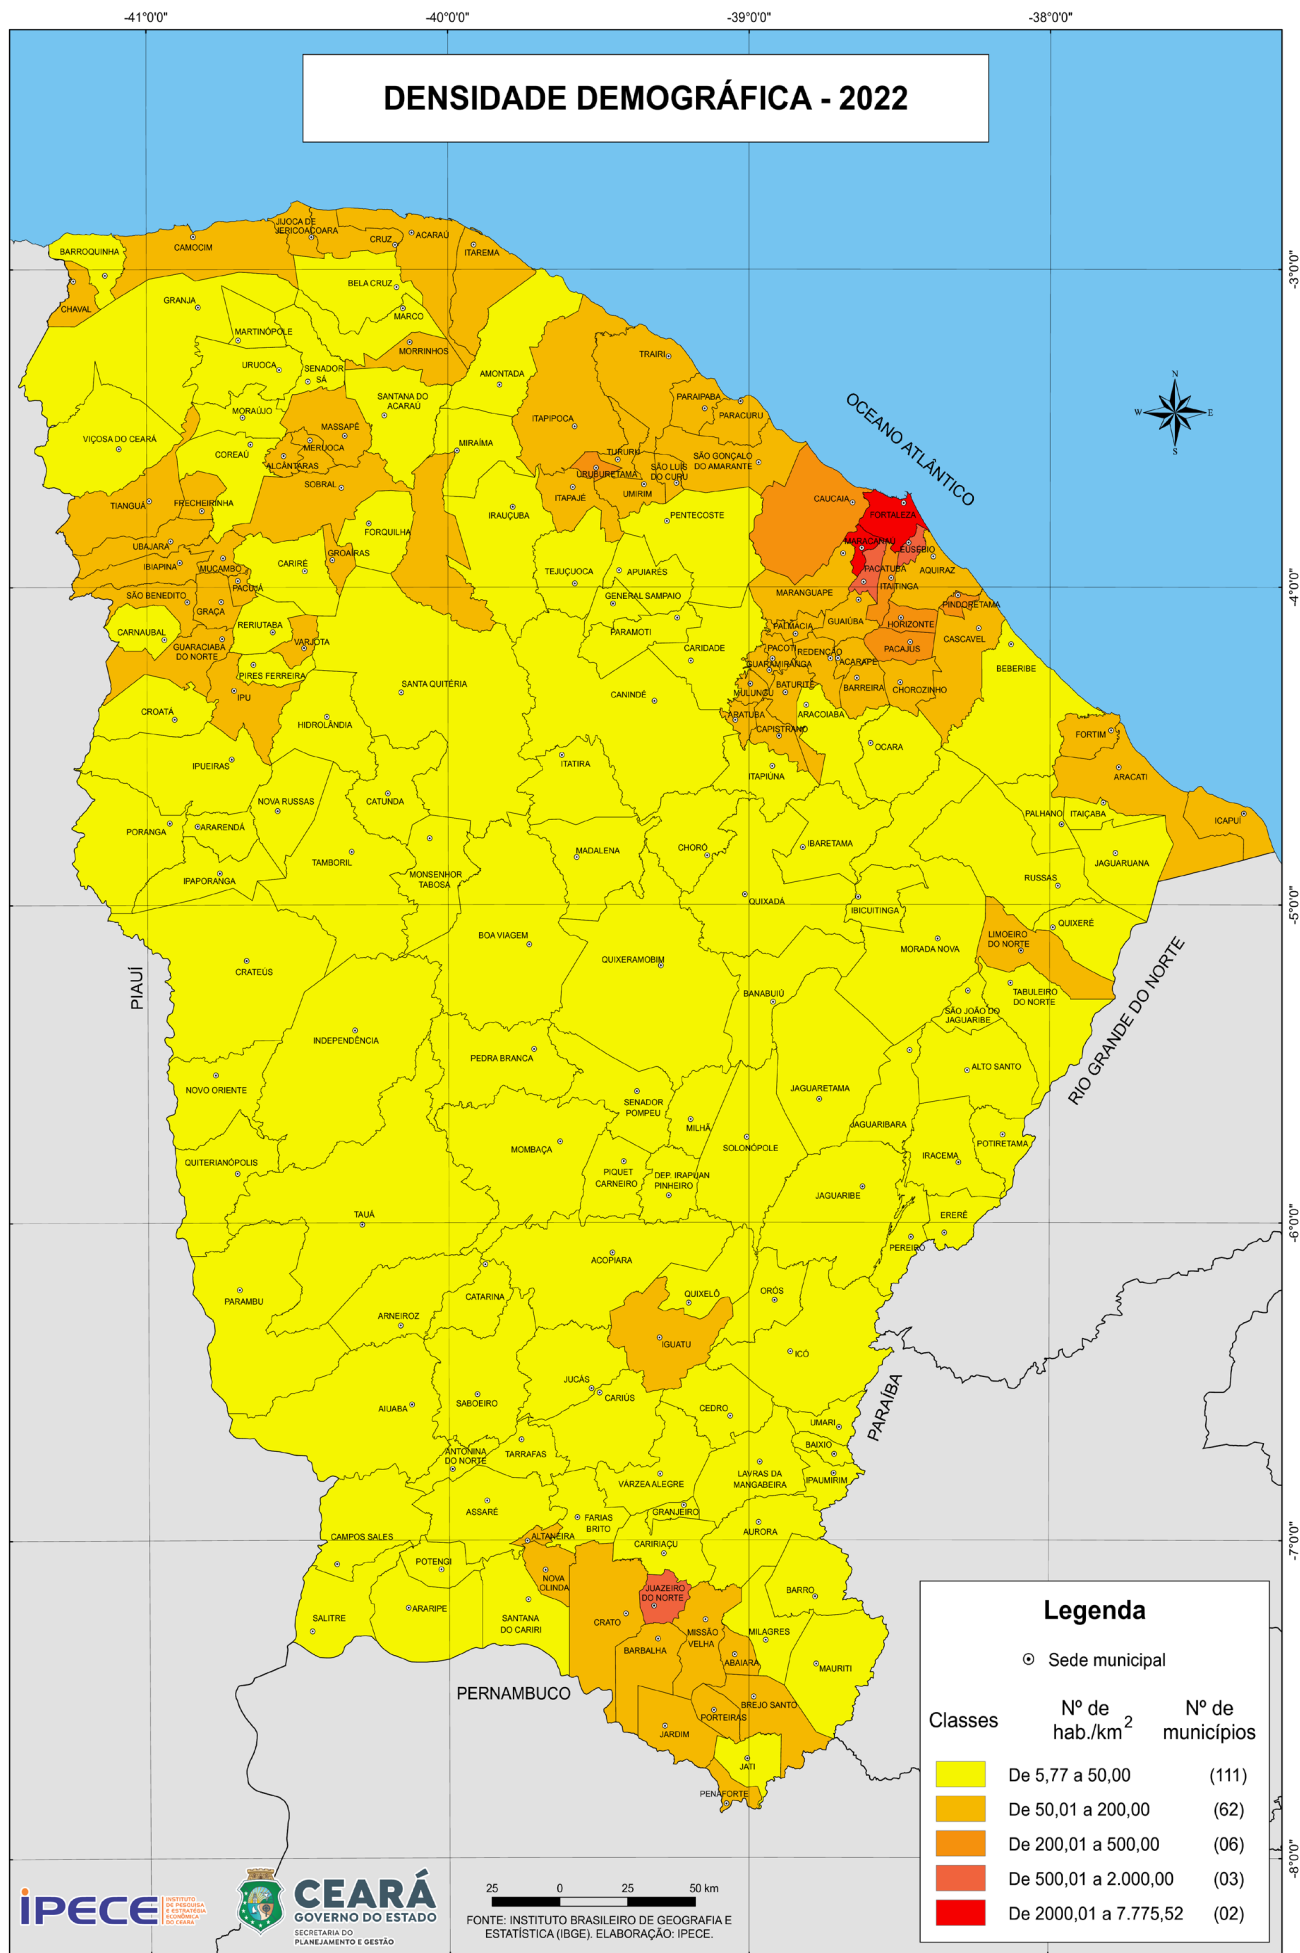 -41°0'0"
-40°0'0"
-39°0'0"
-38°0'0"
DENSIDADE DEMOGRÁFICA - 2022
-3°0'0"
-4°0'0"
-5°0'0"
-6°0'0"
-7°0'0"
-8°0'0"
OCEANO ATLÂNTICO
N
W
E
S
BARROQUINHA
CAMOCIM
JIJOCA DE
JERICOACOARA
CRUZ
ACARAÚ
ITAREMA
CHAVAL
GRANJA
BELA CRUZ
MARCO
MARTINÓPOLE
MORRINHOS
URUOCA
SENADOR
SÁ
AMONTADA
TRAIRI
SANTANA DO
ACARAÚ
PARAIPABA
PARACURU
MORAÚJO
MASSAPÊ
ITAPIPOCA
VIÇOSA DO CEARÁ
MERUOCA
MIRAÍMA
COREAÚ
ALCÂNTARAS
TURURU
SÃO LUÍS
DO CURU
SÃO GONÇALO
DO AMARANTE
URUBURETAMA
SOBRAL
TIANGUÁ
FRECHEIRINHA
ITAPAJÉ
UMIRIM
CAUCAIA
IRAUÇUBA
PENTECOSTE
FORTALEZA
FORQUILHA
UBAJARA
MARACANAÚ
EUSÉBIO
GROAÍRAS
IBIAPINA
MUCAMBO
CARIRÉ
TEJUÇUOCA
APUIARÉS
PACATUBA
AQUIRAZ
PACUJÁ
ITAITINGA
SÃO BENEDITO
GENERAL SAMPAIO
MARANGUAPE
PINDORETAMA
GRAÇA
RERIUTABA
PARAMOTI
GUAIÚBA
HORIZONTE
CARNAUBAL
PALMÁCIA
CASCAVEL
GUARACIABA
DO NORTE
VARJOTA
CARIDADE
PACOTI
REDENÇÃO
PACAJUS
GUARAMIRANGA
ACARAPE
BEBERIBE
PIRES FERREIRA
SANTA QUITÉRIA
CANINDÉ
MULUNGU
BATURITÉ
BARREIRA
CHOROZINHO
IPU
CROATÁ
ARATUBA
ARACOIABA
HIDROLÂNDIA
CAPISTRANO
FORTIM
OCARA
IPUEIRAS
ITATIRA
ITAPIÚNA
ARACATI
NOVA RUSSAS
CATUNDA
PALHANO
ITAIÇABA
ICAPUÍ
PORANGA
ARARENDÁ
TAMBORIL
MADALENA
CHORÓ
IBARETAMA
JAGUARUANA
IPAPORANGA
MONSENHOR
TABOSA
RUSSAS
QUIXADÁ
IBICUITINGA
QUIXERÉ
BOA VIAGEM
LIMOEIRO
DO NORTE
MORADA NOVA
QUIXERAMOBIM
CRATEÚS
PIAUÍ
BANABUIÚ
TABULEIRO
DO NORTE
SÃO JOÃO DO
JAGUARIBE
RIO GRANDE DO NORTE
INDEPENDÊNCIA
PEDRA BRANCA
NOVO ORIENTE
ALTO SANTO
JAGUARETAMA
SENADOR
POMPEU
MILHÃ
JAGUARIBARA
MOMBAÇA
SOLONÓPOLE
POTIRETAMA
QUITERIANÓPOLIS
PIQUET
CARNEIRO
DEP. IRAPUAN
PINHEIRO
IRACEMA
JAGUARIBE
TAUÁ
ERERÊ
PEREIRO
ACOPIARA
PARAMBU
CATARINA
QUIXELÔ
ORÓS
ARNEIROZ
IGUATU
ICÓ
JUCÁS
CARIÚS
AIUABA
SABOEIRO
CEDRO
PARAÍBA
UMARI
ANTONINA
DO NORTE
TARRAFAS
BAIXIO
LAVRAS DA
MANGABEIRA
IPAUMIRIM
VÁRZEA ALEGRE
ASSARÉ
GRANJEIRO
FARIAS
BRITO
AURORA
CAMPOS SALES
ALTANEIRA
CARIRIAÇU
POTENGI
NOVA
OLINDA
JUAZEIRO
DO NORTE
BARRO
SALITRE
ARARIPE
SANTANA
DO CARIRI
CRATO
MISSÃO
VELHA
MILAGRES
BARBALHA
ABAIARA
MAURITI
PERNAMBUCO
BREJO SANTO
PORTEIRAS
JARDIM
JATI
PENAFORTE
Legenda
Sede municipal
Classes
Nº de
hab./km²
Nº de
municípios
De 5,77 a 50,00 (111)
De 50,01 a 200,00 (62)
De 200,01 a 500,00 (06)
De 500,01 a 2.000,00 (03)
De 2000,01 a 7.775,52 (02)
IPECE
INSTITUTO
DE PESQUISA
E ESTRATÉGIA
ECONÔMICA
DO CEARÁ
CEARÁ
GOVERNO DO ESTADO
SECRETARIA DO
PLANEJAMENTO E GESTÃO
25 0 25 50 km
FONTE: INSTITUTO BRASILEIRO DE GEOGRAFIA E
ESTATÍSTICA (IBGE). ELABORAÇÃO: IPECE.